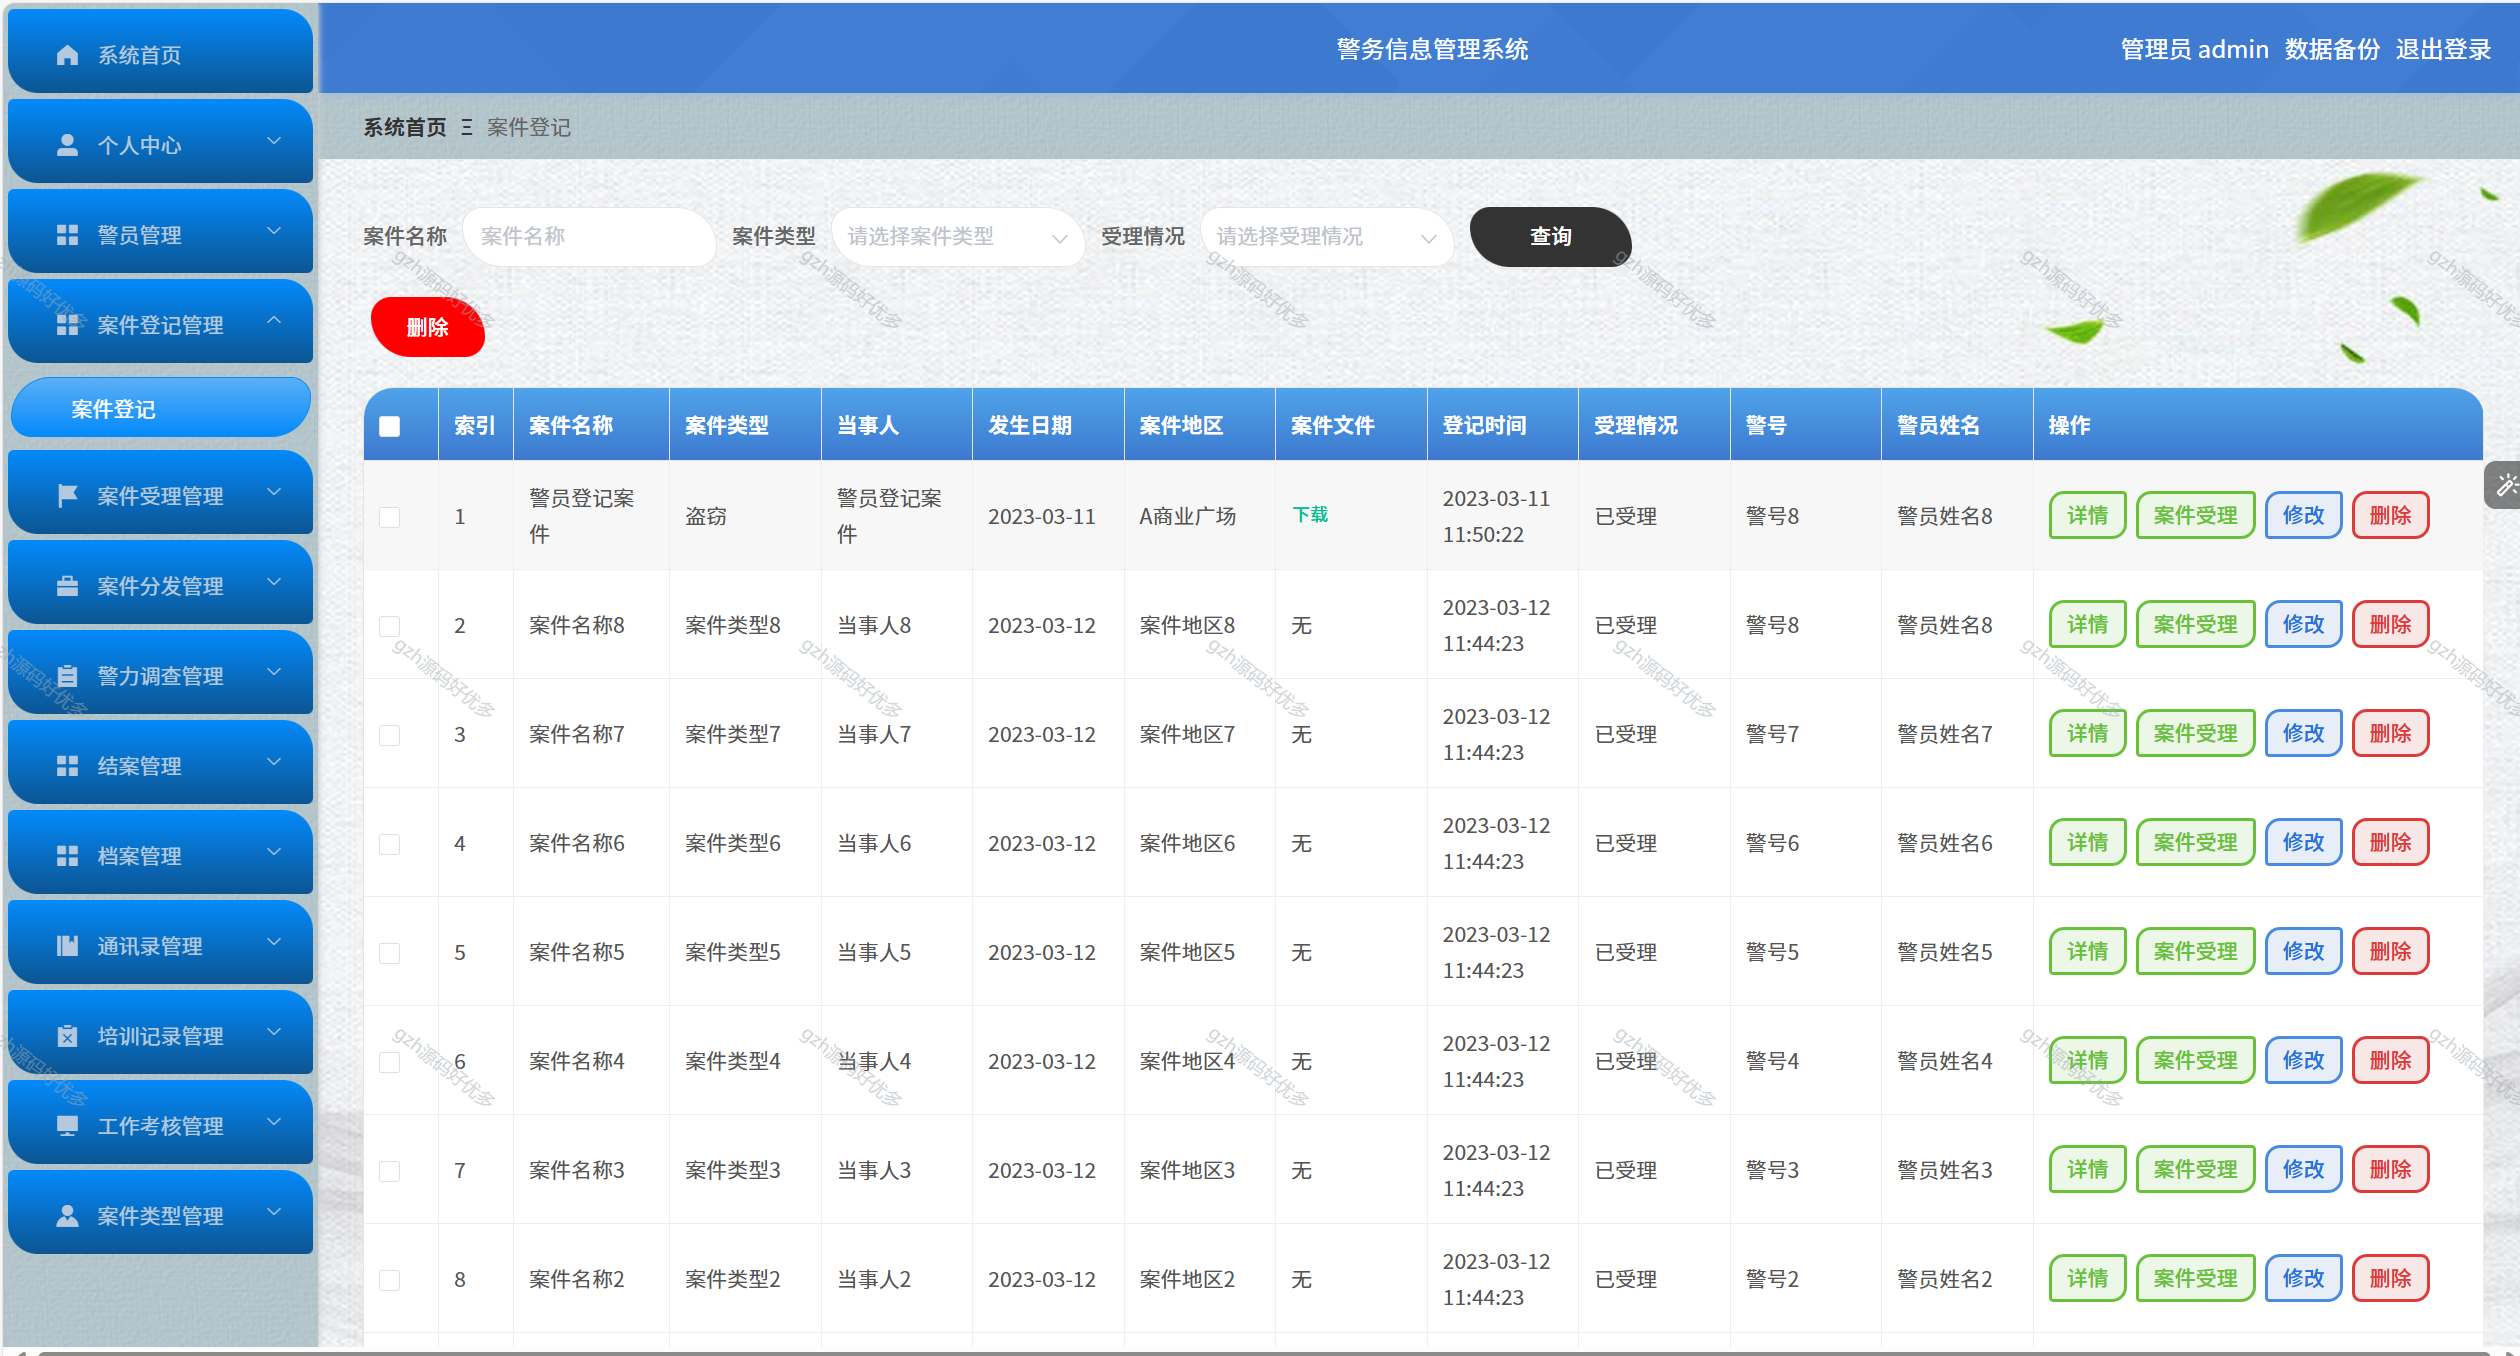 警务信息管理系统
管理员 admin 数据备份 退出登录
系统首页
个人中心
警员管理
案件登记管理
案件登记
案件受理管理
案件分发管理
警力调查管理
结案管理
档案管理
通讯录管理
培训记录管理
工作考核管理
案件类型管理
系统首页 Ξ 案件登记
案件名称 案件名称 案件类型 请选择案件类型 受理情况 请选择受理情况 查询
删除
索引 案件名称 案件类型 当事人 发生日期 案件地区 案件文件 登记时间 受理情况 警号 警员姓名 操作
1 警员登记案件 盗窃 警员登记案件 2023-03-11 A商业广场 下载 2023-03-11 11:50:22 已受理 警号8 警员姓名8 详情 案件受理 修改 删除
2 案件名称8 案件类型8 当事人8 2023-03-12 案件地区8 无 2023-03-12 11:44:23 已受理 警号8 警员姓名8 详情 案件受理 修改 删除
3 案件名称7 案件类型7 当事人7 2023-03-12 案件地区7 无 2023-03-12 11:44:23 已受理 警号7 警员姓名7 详情 案件受理 修改 删除
4 案件名称6 案件类型6 当事人6 2023-03-12 案件地区6 无 2023-03-12 11:44:23 已受理 警号6 警员姓名6 详情 案件受理 修改 删除
5 案件名称5 案件类型5 当事人5 2023-03-12 案件地区5 无 2023-03-12 11:44:23 已受理 警号5 警员姓名5 详情 案件受理 修改 删除
6 案件名称4 案件类型4 当事人4 2023-03-12 案件地区4 无 2023-03-12 11:44:23 已受理 警号4 警员姓名4 详情 案件受理 修改 删除
7 案件名称3 案件类型3 当事人3 2023-03-12 案件地区3 无 2023-03-12 11:44:23 已受理 警号3 警员姓名3 详情 案件受理 修改 删除
8 案件名称2 案件类型2 当事人2 2023-03-12 案件地区2 无 2023-03-12 11:44:23 已受理 警号2 警员姓名2 详情 案件受理 修改 删除
gzh源码好优多